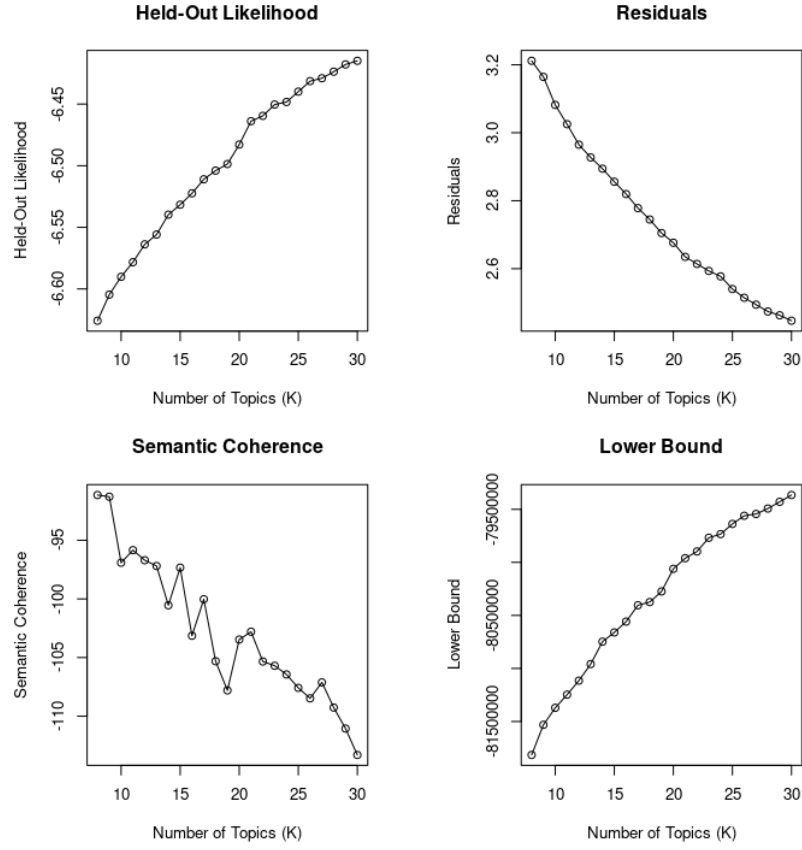 Held-Out Likelihood
Held-Out Likelihood
-6.45
-6.50
-6.55
-6.60
10 15 20 25 30
Number of Topics (K)
Residuals
Residuals
3.2
3.0
2.8
2.6
10 15 20 25 30
Number of Topics (K)
Semantic Coherence
Semantic Coherence
-95
-100
-105
-110
10 15 20 25 30
Number of Topics (K)
Lower Bound
Lower Bound
-79500000
-80500000
-81500000
10 15 20 25 30
Number of Topics (K)